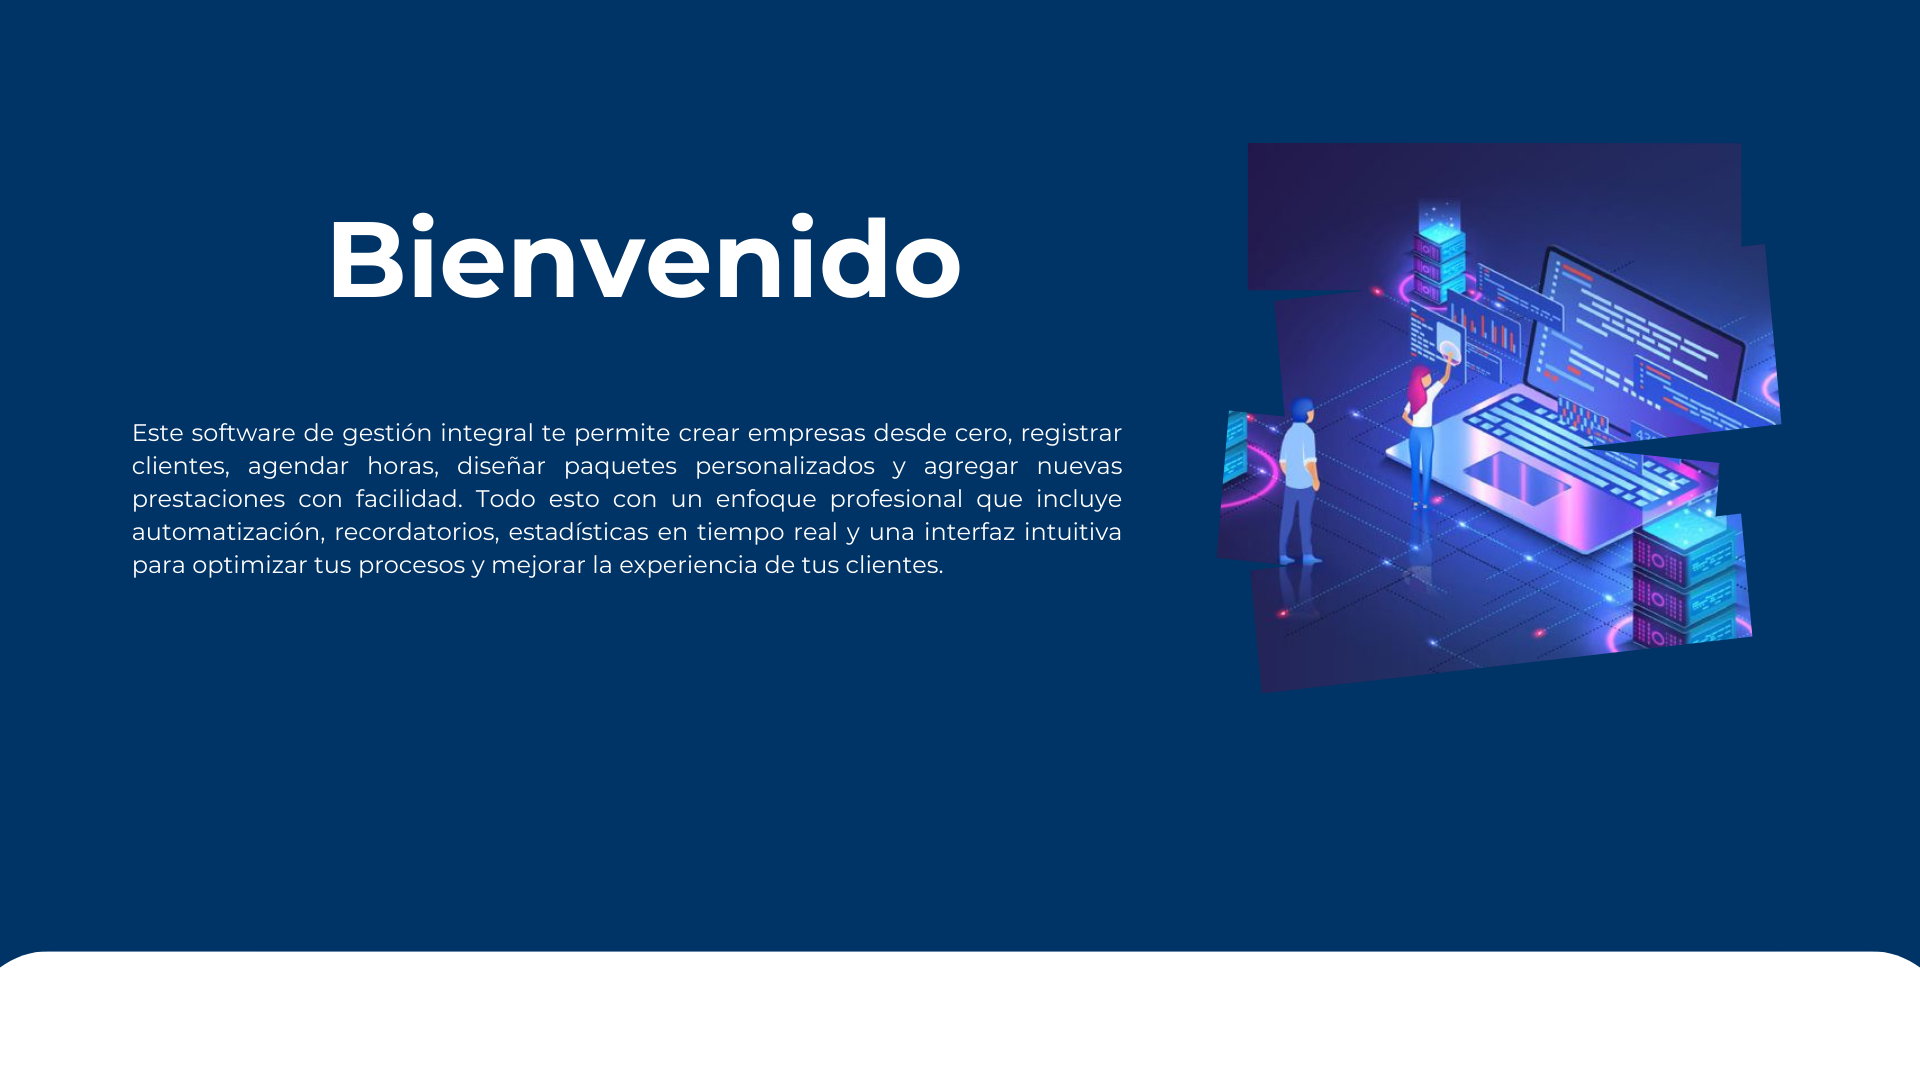 Bienvenido
Este software de gestión integral te permite crear empresas desde cero, registrar
clientes, agendar horas, diseñar paquetes personalizados y agregar nuevas
prestaciones con facilidad. Todo esto con un enfoque profesional que incluye
automatización, recordatorios, estadísticas en tiempo real y una interfaz intuitiva
para optimizar tus procesos y mejorar la experiencia de tus clientes.